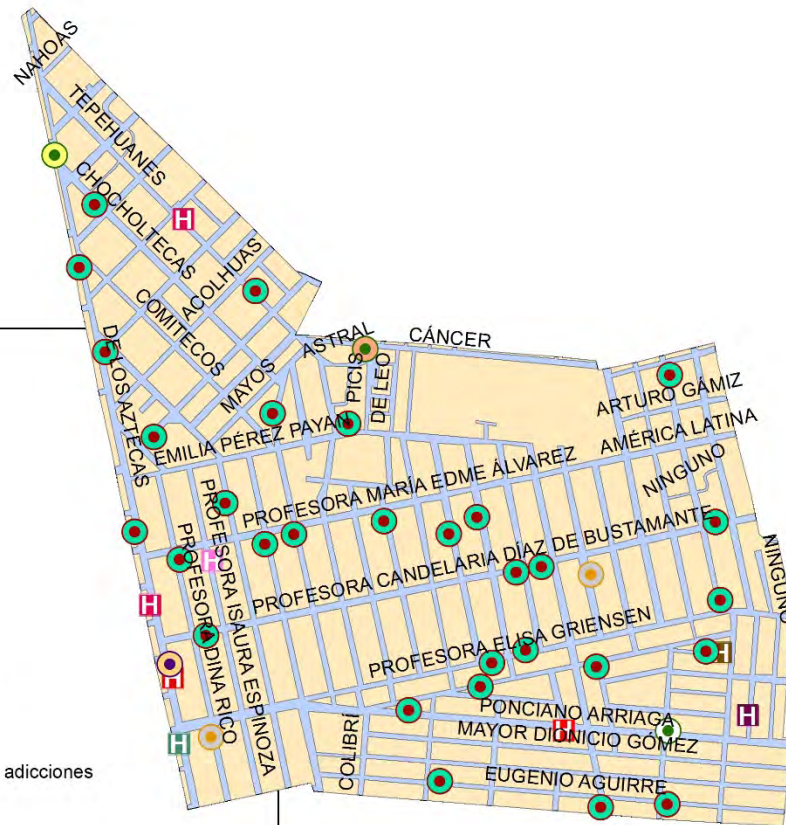 NAHOAS
TEPEHUANES
CHOCHOLTECAS
ACOLHUAS
COMITECOS
DE LOS AZTECAS
MAYOS
ASTRAL
CÁNCER
PICIS
DE LEO
ARTURO GÁMIZ
EMILIA PÉREZ PAYAN
AMÉRICA LATINA
PROFESORA MARÍA EDME ÁLVAREZ
NINGUNO
PROFESORA CANDELARIA DÍAZ DE BUSTAMANTE
NINGUNO
PROFESORA ISAURA ESPINOZA
PROFESORA DINA RICO
PROFESORA ELISA GRIENSEN
H
H
H
H
H
H
H
H
PONCIANO ARRIAGA
MAYOR DIONICIO GÓMEZ
COLIBRÍ
EUGENIO AGUIRRE
adicciones